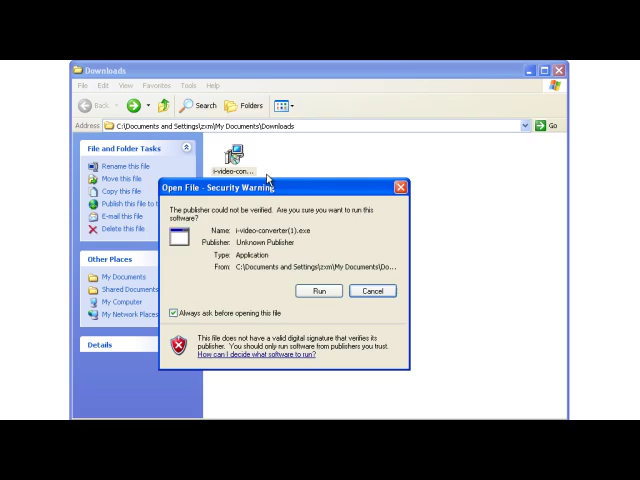 Downloads
File Edit View Favorites Tools Help
Back Search Folders
Address C:\Documents and Settings\zxm\My Documents\Downloads Go
File and Folder Tasks
Rename this file
Move this file
Copy this file
Publish this file to t
E-mail this file
Delete this file
Other Places
My Documents
Shared Documents
My Computer
My Network Places
Details
i-video-con...
Open File - Security Warning
The publisher could not be verified. Are you sure you want to run this
software?
Name: i-video-converter(1).exe
Publisher: Unknown Publisher
Type: Application
From: C:\Documents and Settings\zxm\My Documents\Do...
Run Cancel
Always ask before opening this file
This file does not have a valid digital signature that verifies its
publisher. You should only run software from publishers you trust.
How can I decide what software to run?